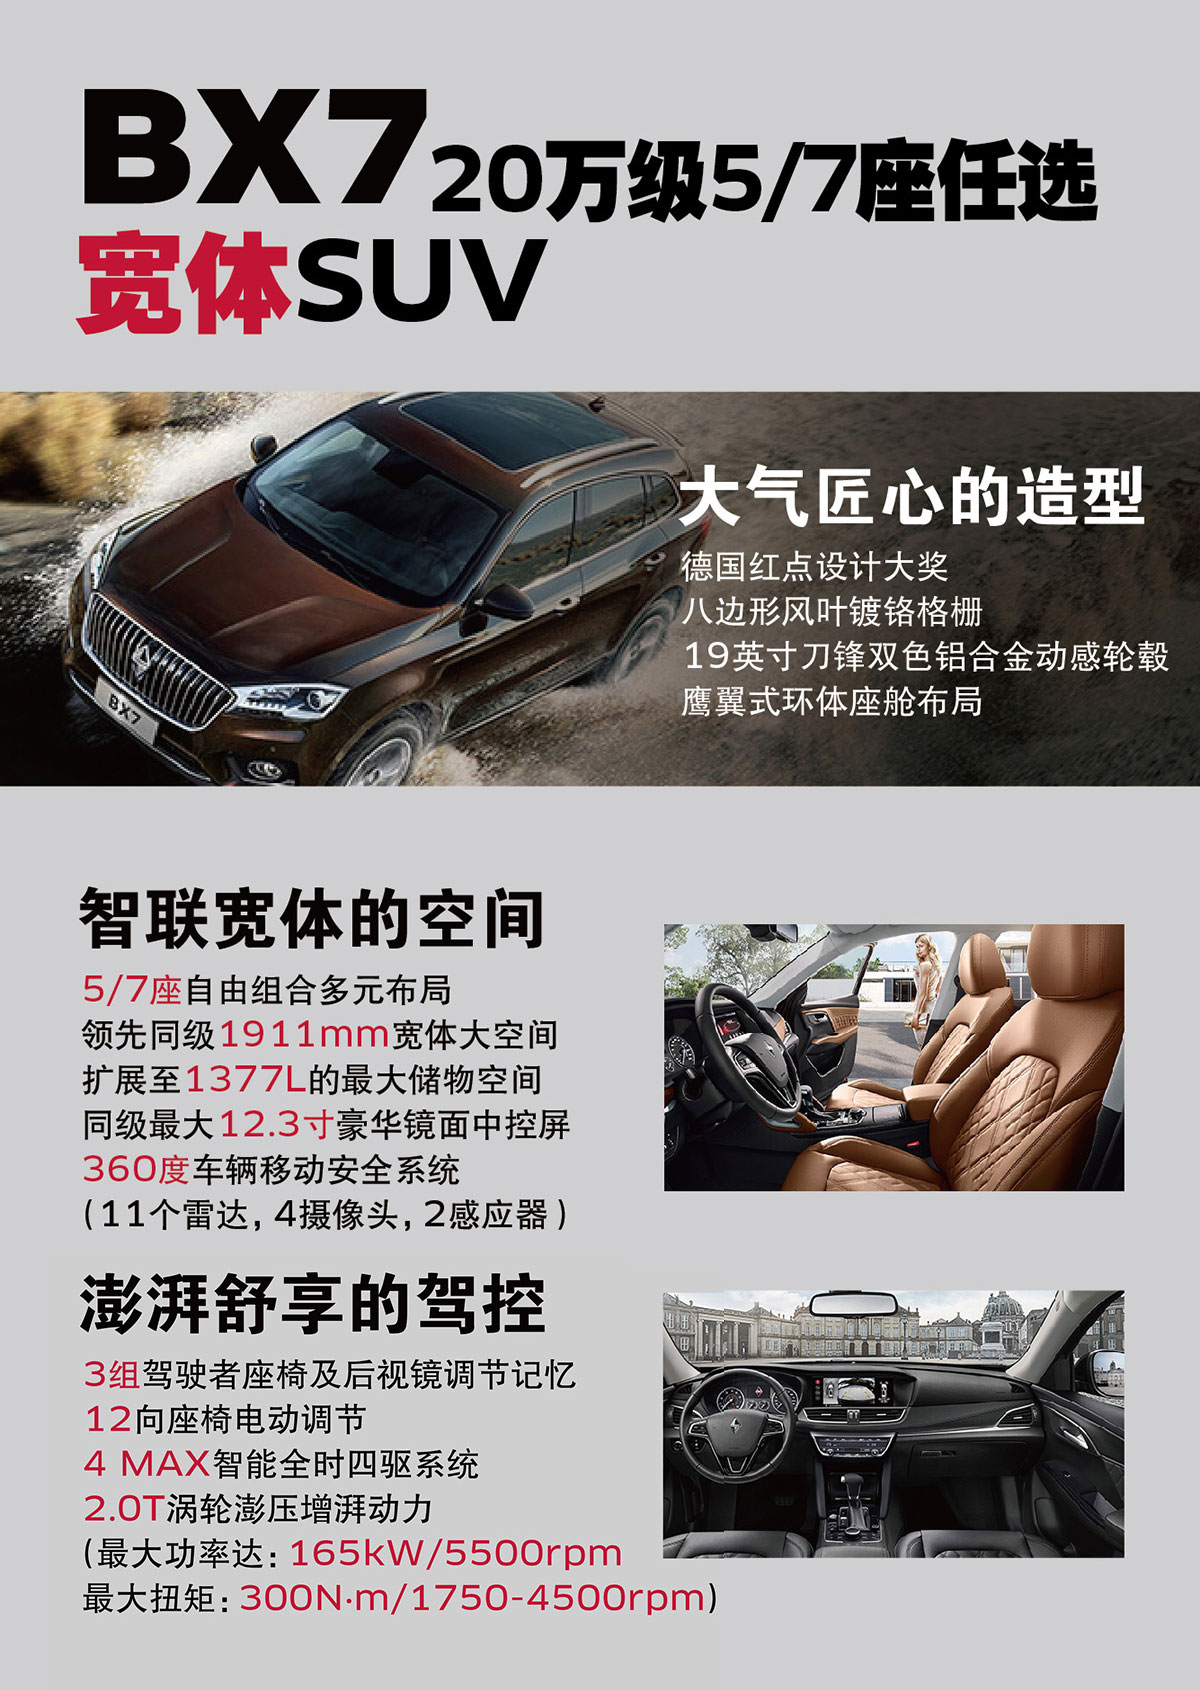 BX7 20万级5/7座任选
宽体SUV
大气匠心的造型
德国红点设计大奖
八边形风叶镀铬格栅
19英寸刀锋双色铝合金动感轮毂
鹰翼式环体座舱布局
BX7
智联宽体的空间
5/7座自由组合多元布局
领先同级1911mm宽体大空间
扩展至1377L的最大储物空间
同级最大12.3寸豪华镜面中控屏
360度车辆移动安全系统
(11个雷达, 4摄像头, 2感应器)
澎湃舒享的驾控
3组驾驶者座椅及后视镜调节记忆
12向座椅电动调节
4 MAX智能全时四驱系统
2.0T涡轮澎压增湃动力
(最大功率达: 165kW/5500rpm
最大扭矩: 300N·m/1750-4500rpm)